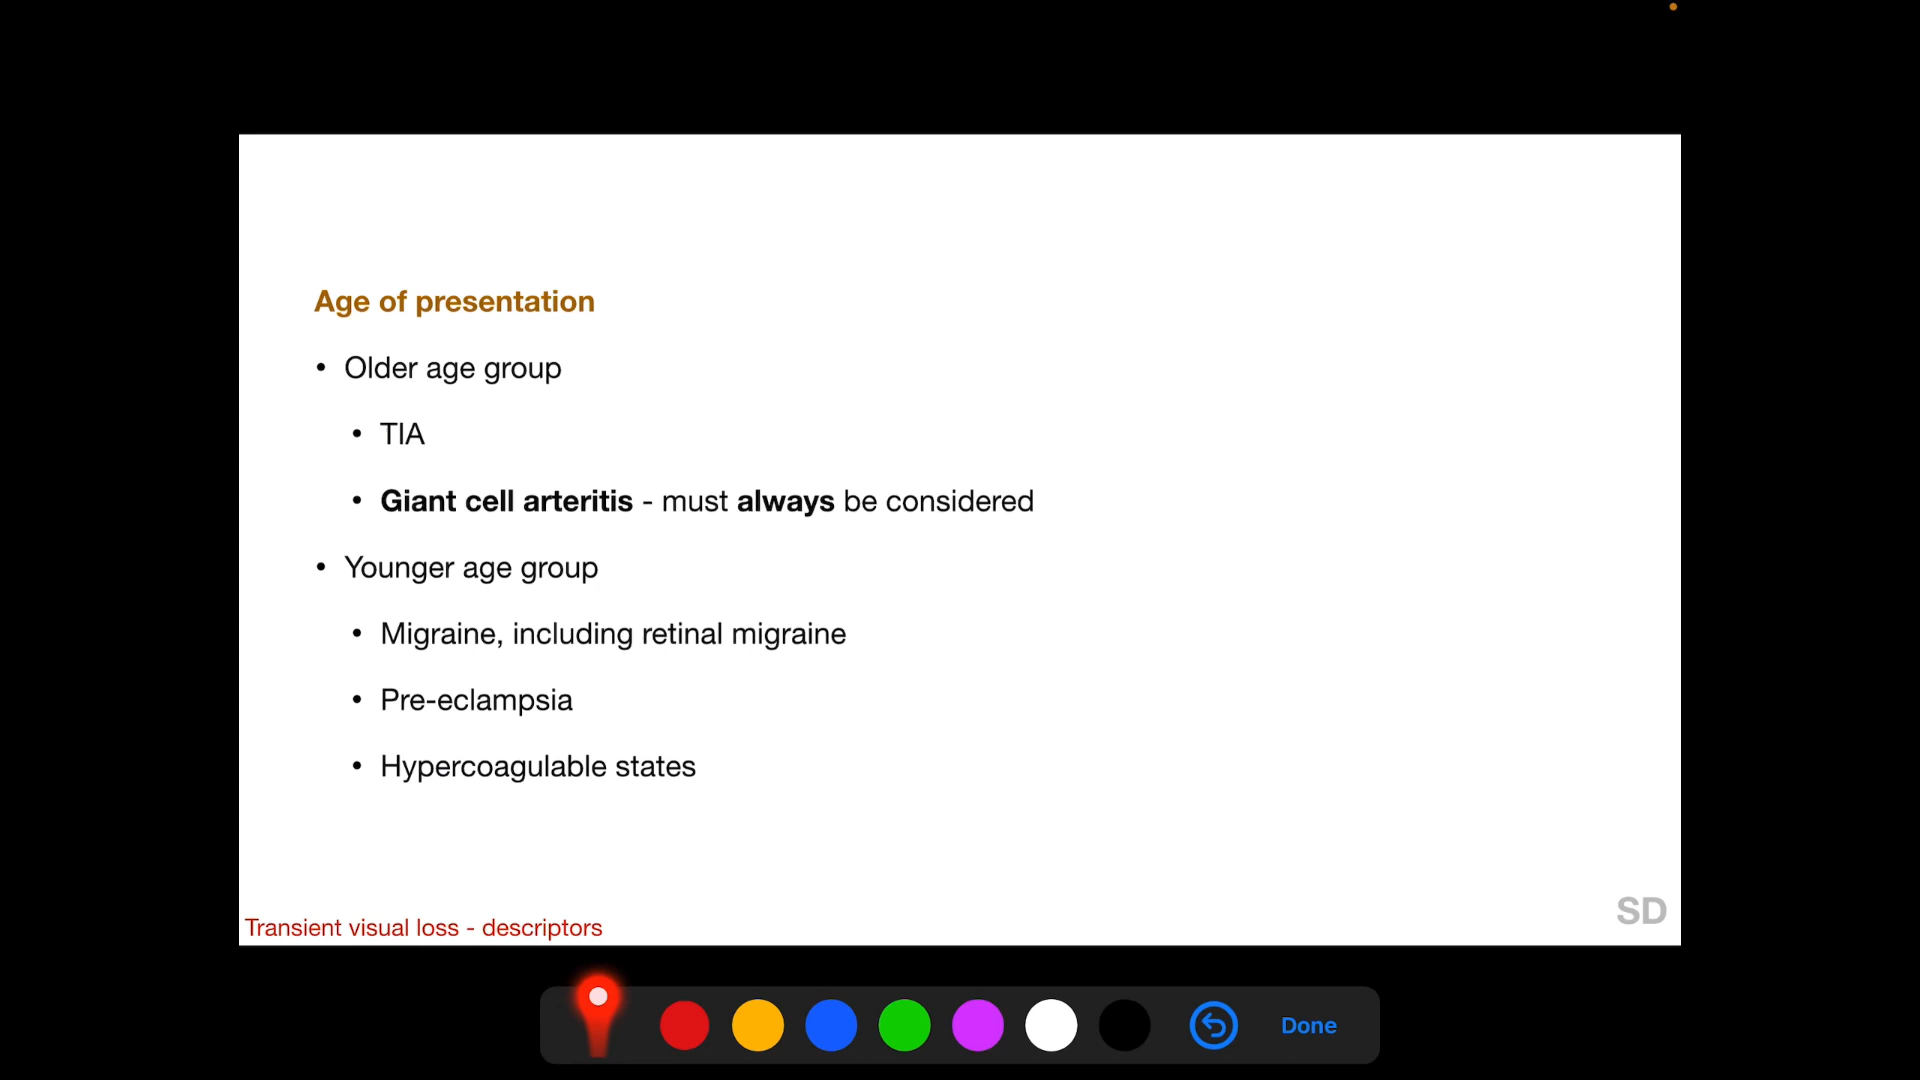 Age of presentation
• Older age group
• TIA
• Giant cell arteritis - must always be considered
• Younger age group
• Migraine, including retinal migraine
• Pre-eclampsia
• Hypercoagulable states
SD
Transient visual loss - descriptors
Done